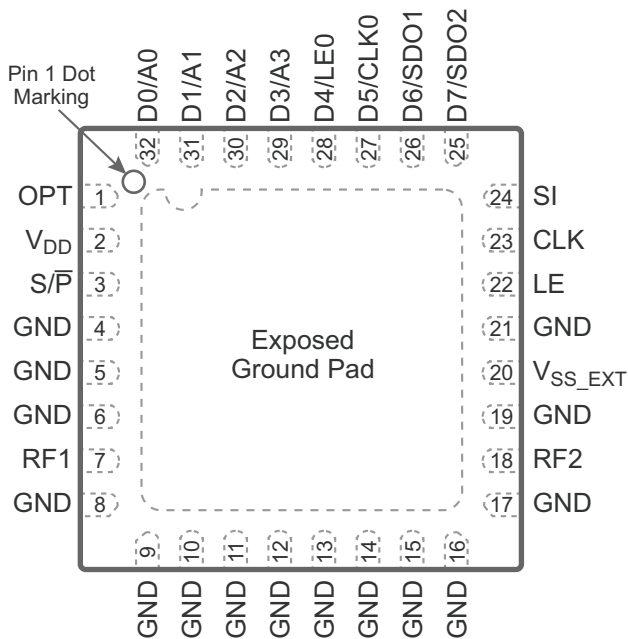 Pin 1 Dot
Marking
D0/A0
D1/A1
D2/A2
D3/A3
D4/LE0
D5/CLK0
D6/SDO1
D7/SDO2
32
31
30
29
28
27
26
25
OPT 1
V_DD 2
S/P̅ 3
GND 4
GND 5
GND 6
RF1 7
GND 8
Exposed
Ground Pad
24 SI
23 CLK
22 LE
21 GND
20 V_SS_EXT
19 GND
18 RF2
17 GND
9
10
11
12
13
14
15
16
GND
GND
GND
GND
GND
GND
GND
GND